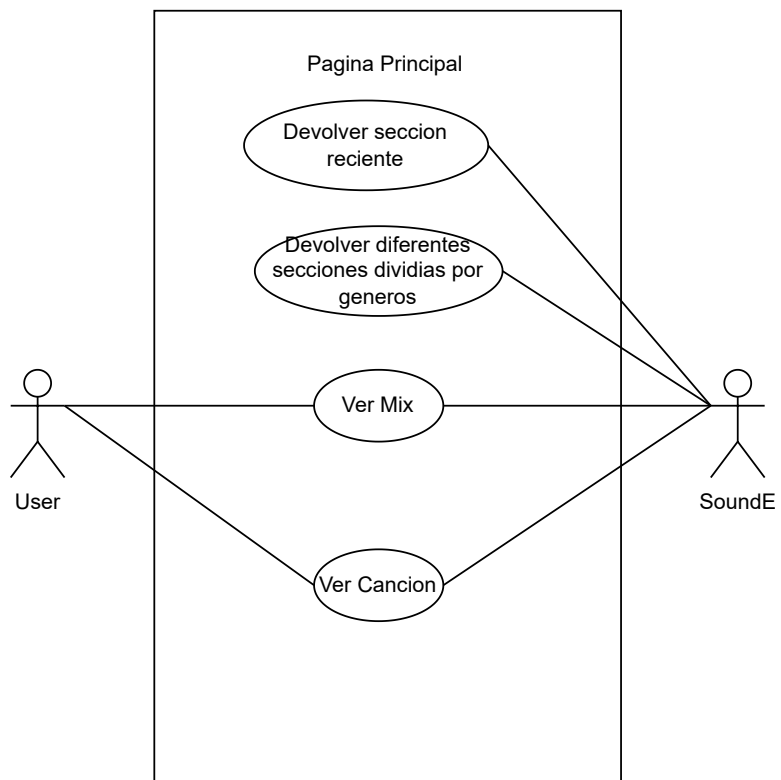 Pagina Principal
Devolver seccion
reciente
Devolver diferentes
secciones dividias por
generos
Ver Mix
User
SoundE
Ver Cancion